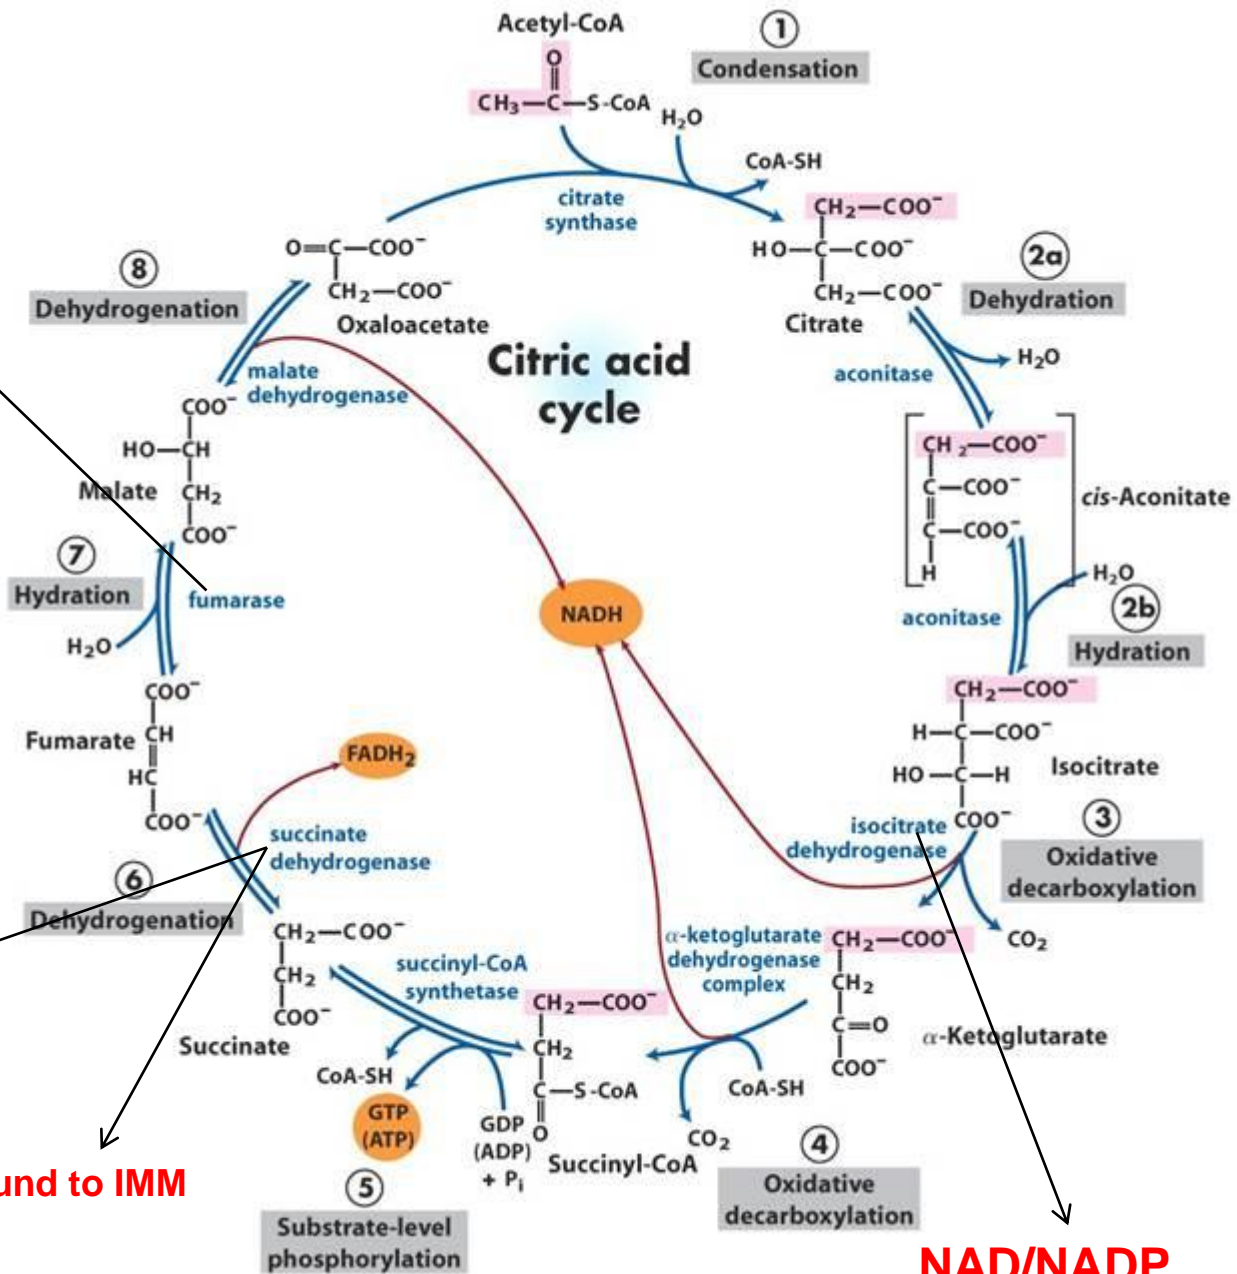 Acetyl-CoA
O
CH₃—C—S-CoA
1
Condensation
H₂O
CoA-SH
citrate
synthase
O=C—COO⁻
CH₂—COO⁻
Oxaloacetate
CH₂—COO⁻
HO—C—COO⁻
CH₂—COO⁻
Citrate
2a
Dehydration
aconitase
H₂O
8
Dehydrogenation
malate
dehydrogenase
Citric acid
cycle
CH₂—COO⁻
C—COO⁻
C—COO⁻
H
cis-Aconitate
COO⁻
HO—CH
CH₂
COO⁻
Malate
7
Hydration
H₂O
fumarase
NADH
aconitase
H₂O
2b
Hydration
COO⁻
CH
HC
COO⁻
Fumarate
FADH₂
CH₂—COO⁻
H—C—COO⁻
HO—C—H
COO⁻
Isocitrate
succinate
dehydrogenase
6
Dehydrogenation
isocitrate
dehydrogenase
3
Oxidative
decarboxylation
CO₂
CH₂—COO⁻
CH₂
COO⁻
Succinate
succinyl-CoA
synthetase
α-ketoglutarate
dehydrogenase
complex
CH₂—COO⁻
CH₂
C=O
COO⁻
α-Ketoglutarate
CH₂—COO⁻
CH₂
C—S-CoA
O
Succinyl-CoA
CoA-SH
GTP
(ATP)
GDP
(ADP)
+ Pᵢ
CoA-SH
CO₂
4
Oxidative
decarboxylation
5
Substrate-level
phosphorylation
und to IMM
NAD/NADP